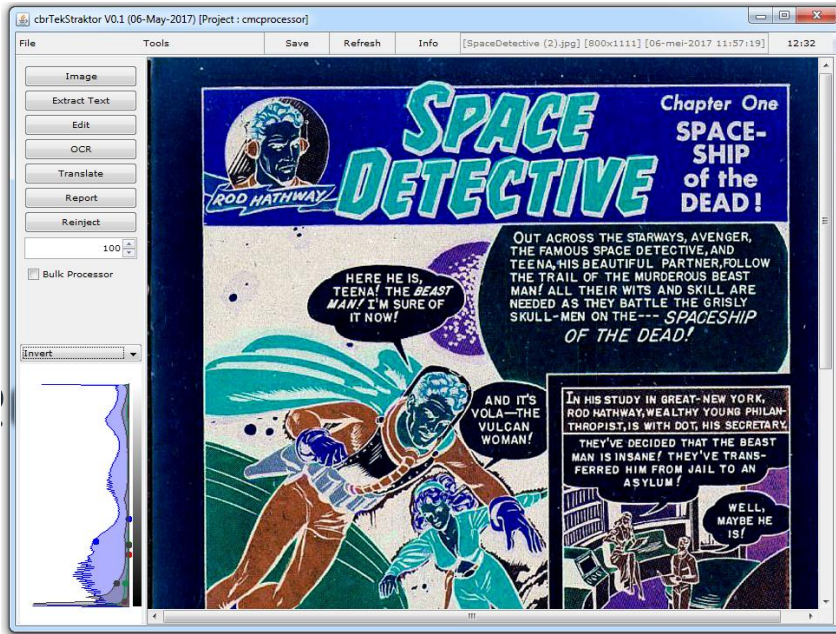 cbrTekStraktor V0.1 (06-May-2017) [Project : cmcprocessor]
File Tools Save Refresh Info [SpaceDetective (2).jpg] [800x1111] [06-mei-2017 11:57:19] 12:32
Image
Extract Text
Edit
OCR
Translate
Report
Reinject
100
Bulk Processor
Invert
ROD HATHWAY
SPACE
DETECTIVE
Chapter One
SPACE-
SHIP
of the
DEAD!
OUT ACROSS THE STARWAYS, AVENGER,
THE FAMOUS SPACE DETECTIVE, AND
TEENA, HIS BEAUTIFUL PARTNER, FOLLOW
THE TRAIL OF THE MURDEROUS BEAST
MAN! ALL THEIR WITS AND SKILL ARE
NEEDED AS THEY BATTLE THE GRISLY
SKULL-MEN ON THE--- SPACESHIP
OF THE DEAD!
HERE HE IS,
TEENA! THE BEAST
MAN! I'M SURE OF
IT NOW!
AND IT'S
VOLA—THE
VULCAN
WOMAN!
IN HIS STUDY IN GREAT-NEW YORK,
ROD HATHWAY, WEALTHY YOUNG PHILAN-
THROPIST, IS WITH DOT, HIS SECRETARY.
THEY'VE DECIDED THAT THE BEAST
MAN IS INSANE! THEY'VE TRANS-
FERRED HIM FROM JAIL TO AN
ASYLUM!
WELL,
MAYBE HE
IS!